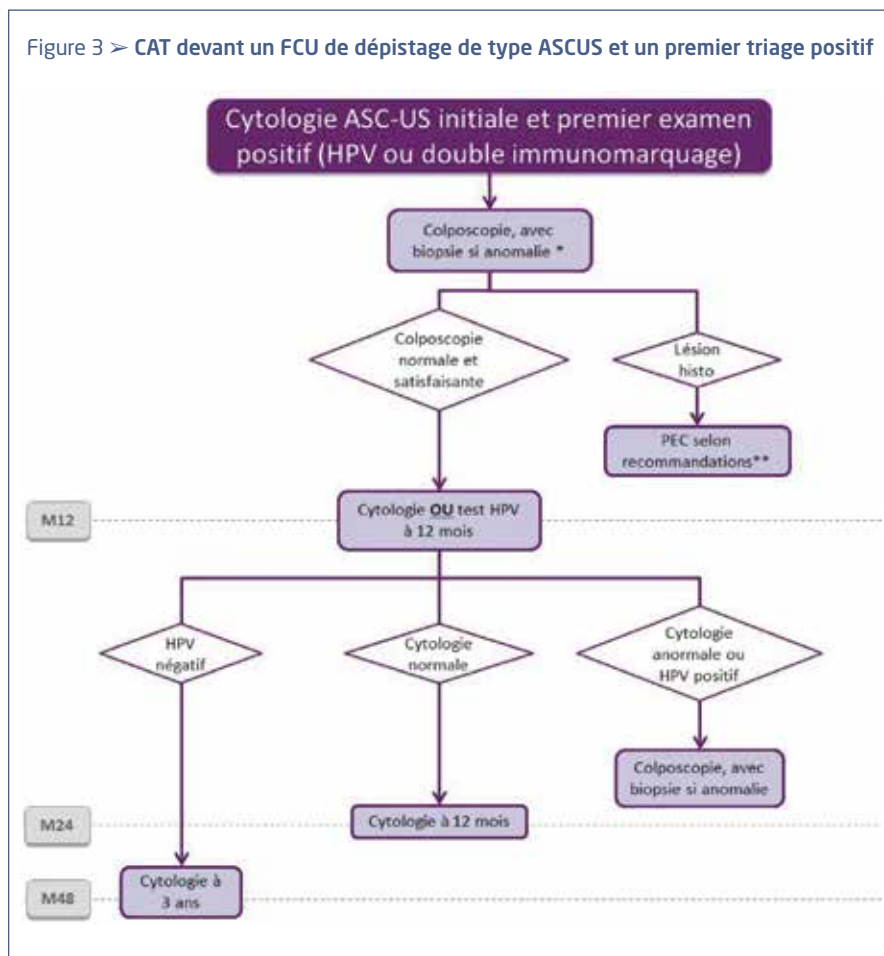 Figure 3 ➢ CAT devant un FCU de dépistage de type ASCUS et un premier triage positif
Cytologie ASC-US initiale et premier examen
positif (HPV ou double immunomarquage)
Colposcopie, avec
biopsie si anomalie *
Colposcopie
normale et
satisfaisante
Lésion
histo
PEC selon
recommandations**
M12
Cytologie OU test HPV
à 12 mois
HPV
négatif
Cytologie
normale
Cytologie
anormale ou
HPV positif
Colposcopie, avec
biopsie si anomalie
M24
Cytologie à 12 mois
M48
Cytologie à
3 ans